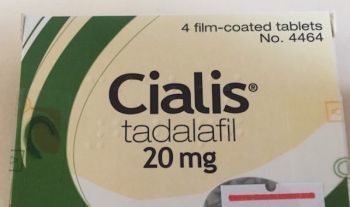 4 film-coated tablets
No. 4464
Cialis®
tadalafil
20 mg